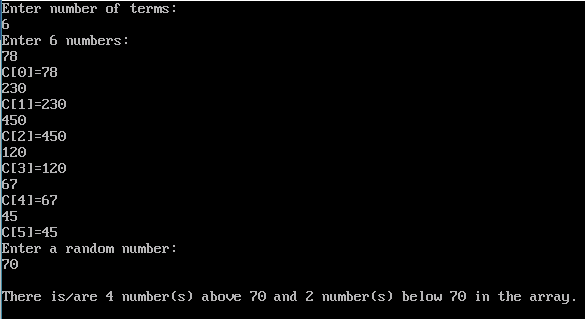 Enter number of terms:
6
Enter 6 numbers:
78
C[0]=78
230
C[1]=230
450
C[2]=450
120
C[3]=120
67
C[4]=67
45
C[5]=45
Enter a random number:
70
There is/are 4 number(s) above 70 and 2 number(s) below 70 in the array.